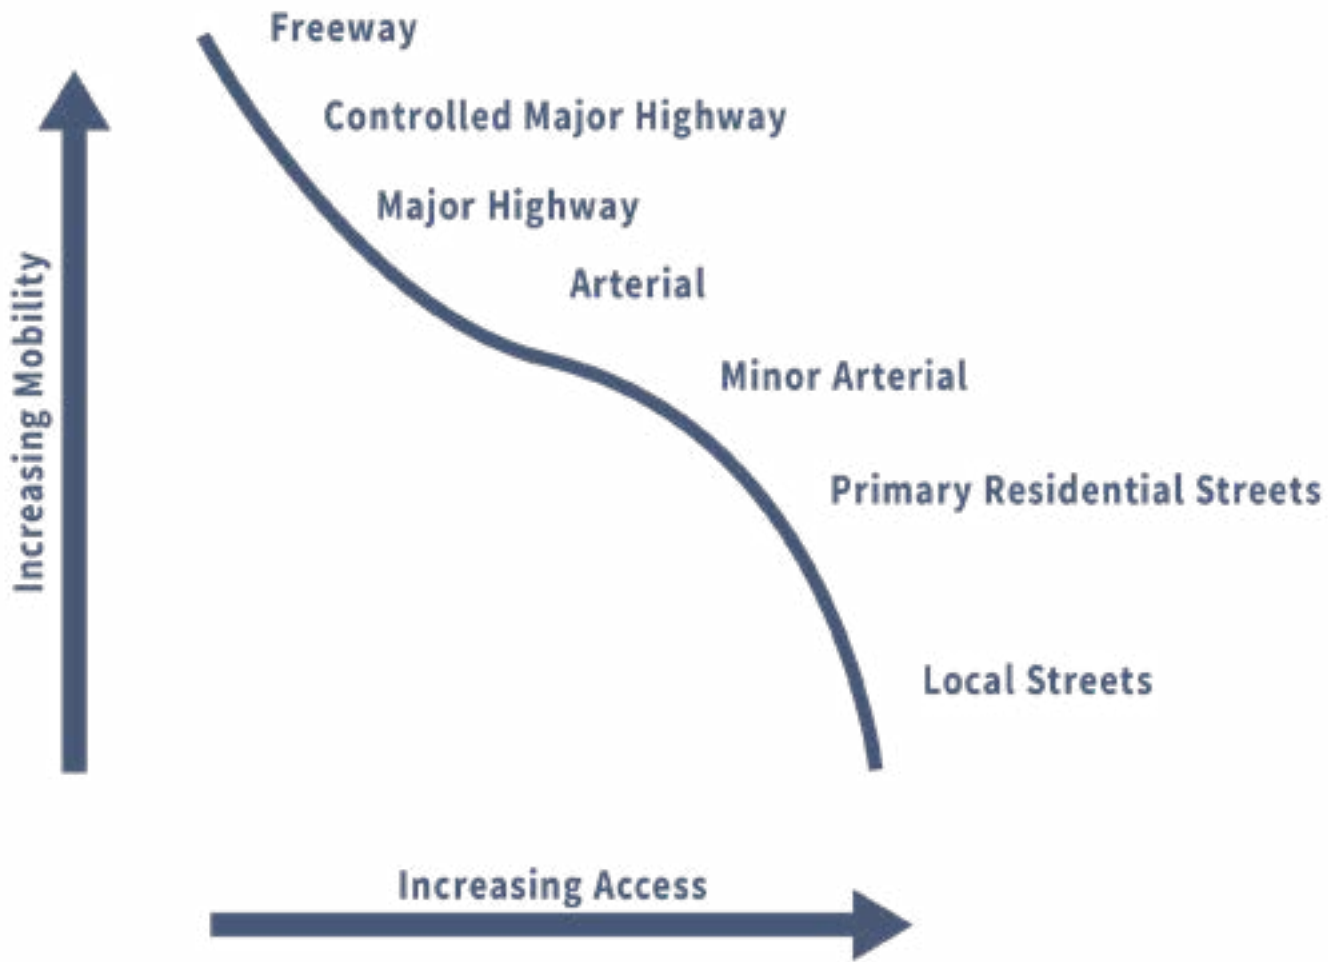 Freeway
Controlled Major Highway
Major Highway
Arterial
Minor Arterial
Primary Residential Streets
Local Streets
Increasing Mobility
Increasing Access